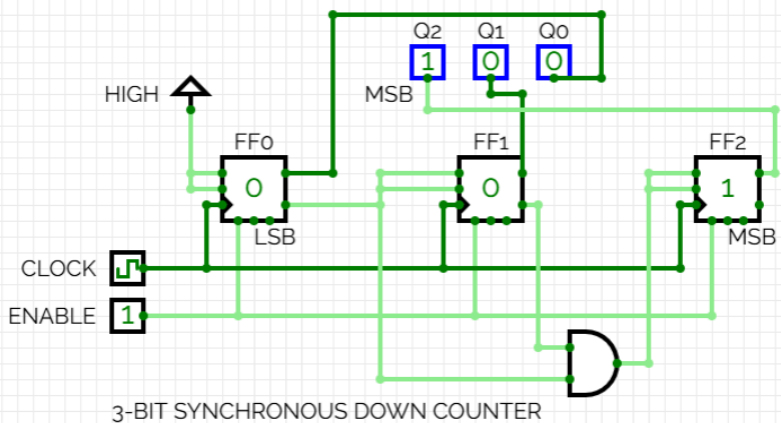 Q2 Q1 Q0
1 0 0
HIGH
MSB
FF0 FF1 FF2
0 0 1
LSB MSB
CLOCK
ENABLE 1
3-BIT SYNCHRONOUS DOWN COUNTER